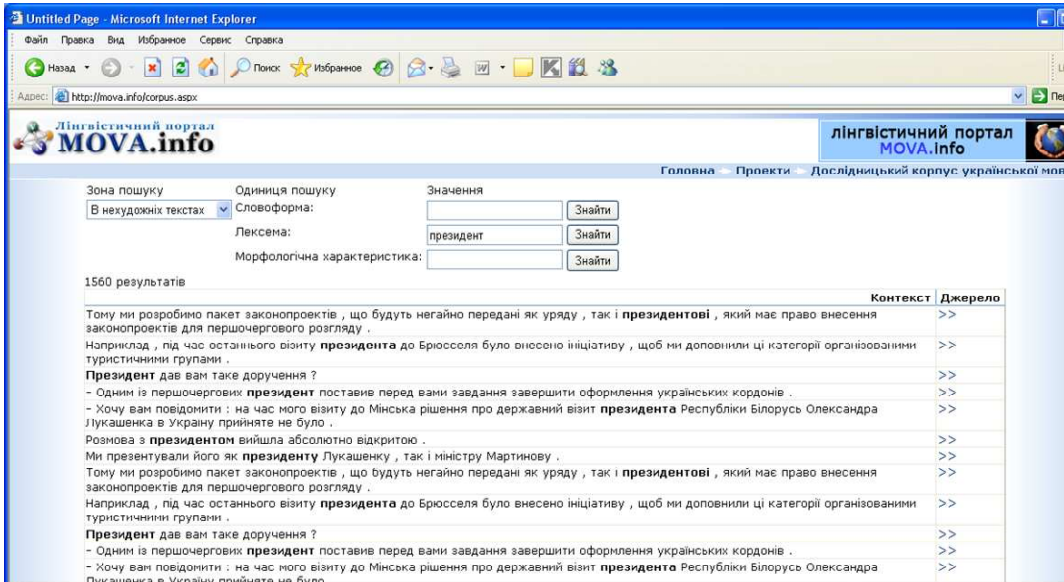 Untitled Page - Microsoft Internet Explorer
Файл Правка Вид Избранное Сервис Справка
Назад Поиск Избранное
Адрес: http://mova.info/corpus.aspx
Лінгвістичний портал
MOVA.info
лінгвістичний портал
MOVA.info
Головна Проекти Дослідницький корпус української мов
Зона пошуку Одиниця пошуку Значення
В нехудожніх текстах Словоформа: Знайти
Лексема: президент Знайти
Морфологічна характеристика: Знайти
1560 результатів
Контекст Джерело
Тому ми розробимо пакет законопроектів , що будуть негайно передані як уряду , так і президентові , який має право внесення >>
законопроектів для першочергового розгляду .
Наприклад , під час останнього візиту президента до Брюсселя було внесено ініціативу , щоб ми доповнили ці категорії організованими >>
туристичними групами .
Президент дав вам таке доручення ? >>
- Одним із першочергових президент поставив перед вами завдання завершити оформлення українських кордонів . >>
- Хочу вам повідомити : на час мого візиту до Мінська рішення про державний візит президента Республіки Білорусь Олександра >>
Лукашенка в Україну прийняте не було .
Розмова з президентом вийшла абсолютно відкритою . >>
Ми презентували його як президенту Лукашенку , так і міністру Мартинову . >>
Тому ми розробимо пакет законопроектів , що будуть негайно передані як уряду , так і президентові , який має право внесення >>
законопроектів для першочергового розгляду .
Наприклад , під час останнього візиту президента до Брюсселя було внесено ініціативу , щоб ми доповнили ці категорії організованими >>
туристичними групами .
Президент дав вам таке доручення ? >>
- Одним із першочергових президент поставив перед вами завдання завершити оформлення українських кордонів . >>
- Хочу вам повідомити : на час мого візиту до Мінська рішення про державний візит президента Республіки Білорусь Олександра >>
Лукашенка в Україну прийняте не було